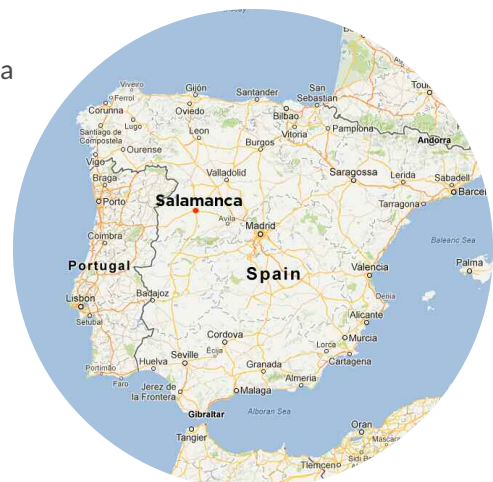 a
Viveiro
Gijón
Ferrol
Santander
San
Sebastian
Corunna
Oviedo
Bilbao
Lugo
Santiago de
Compostela
Leon
Vitoria
Pamplona
Andorra
Ourense
Burgos
Vigo
Braga
Valladolid
Saragossa
Lerida
Sabadell
Porto
Salamanca
Tarragona
Avila
Madrid
Coimbra
Balearic Sea
Portugal
Spain
Valencia
Palma
Lisbon
Badajoz
Denia
Setubal
Alicante
Cordova
Murcia
Lorca
Huelva
Seville
Ecija
Cartagena
Portimão
Granada
Faro
Jerez de
la Frontera
Almeria
Malaga
Gibraltar
Alboran Sea
Tangier
Oran
Tlemcen